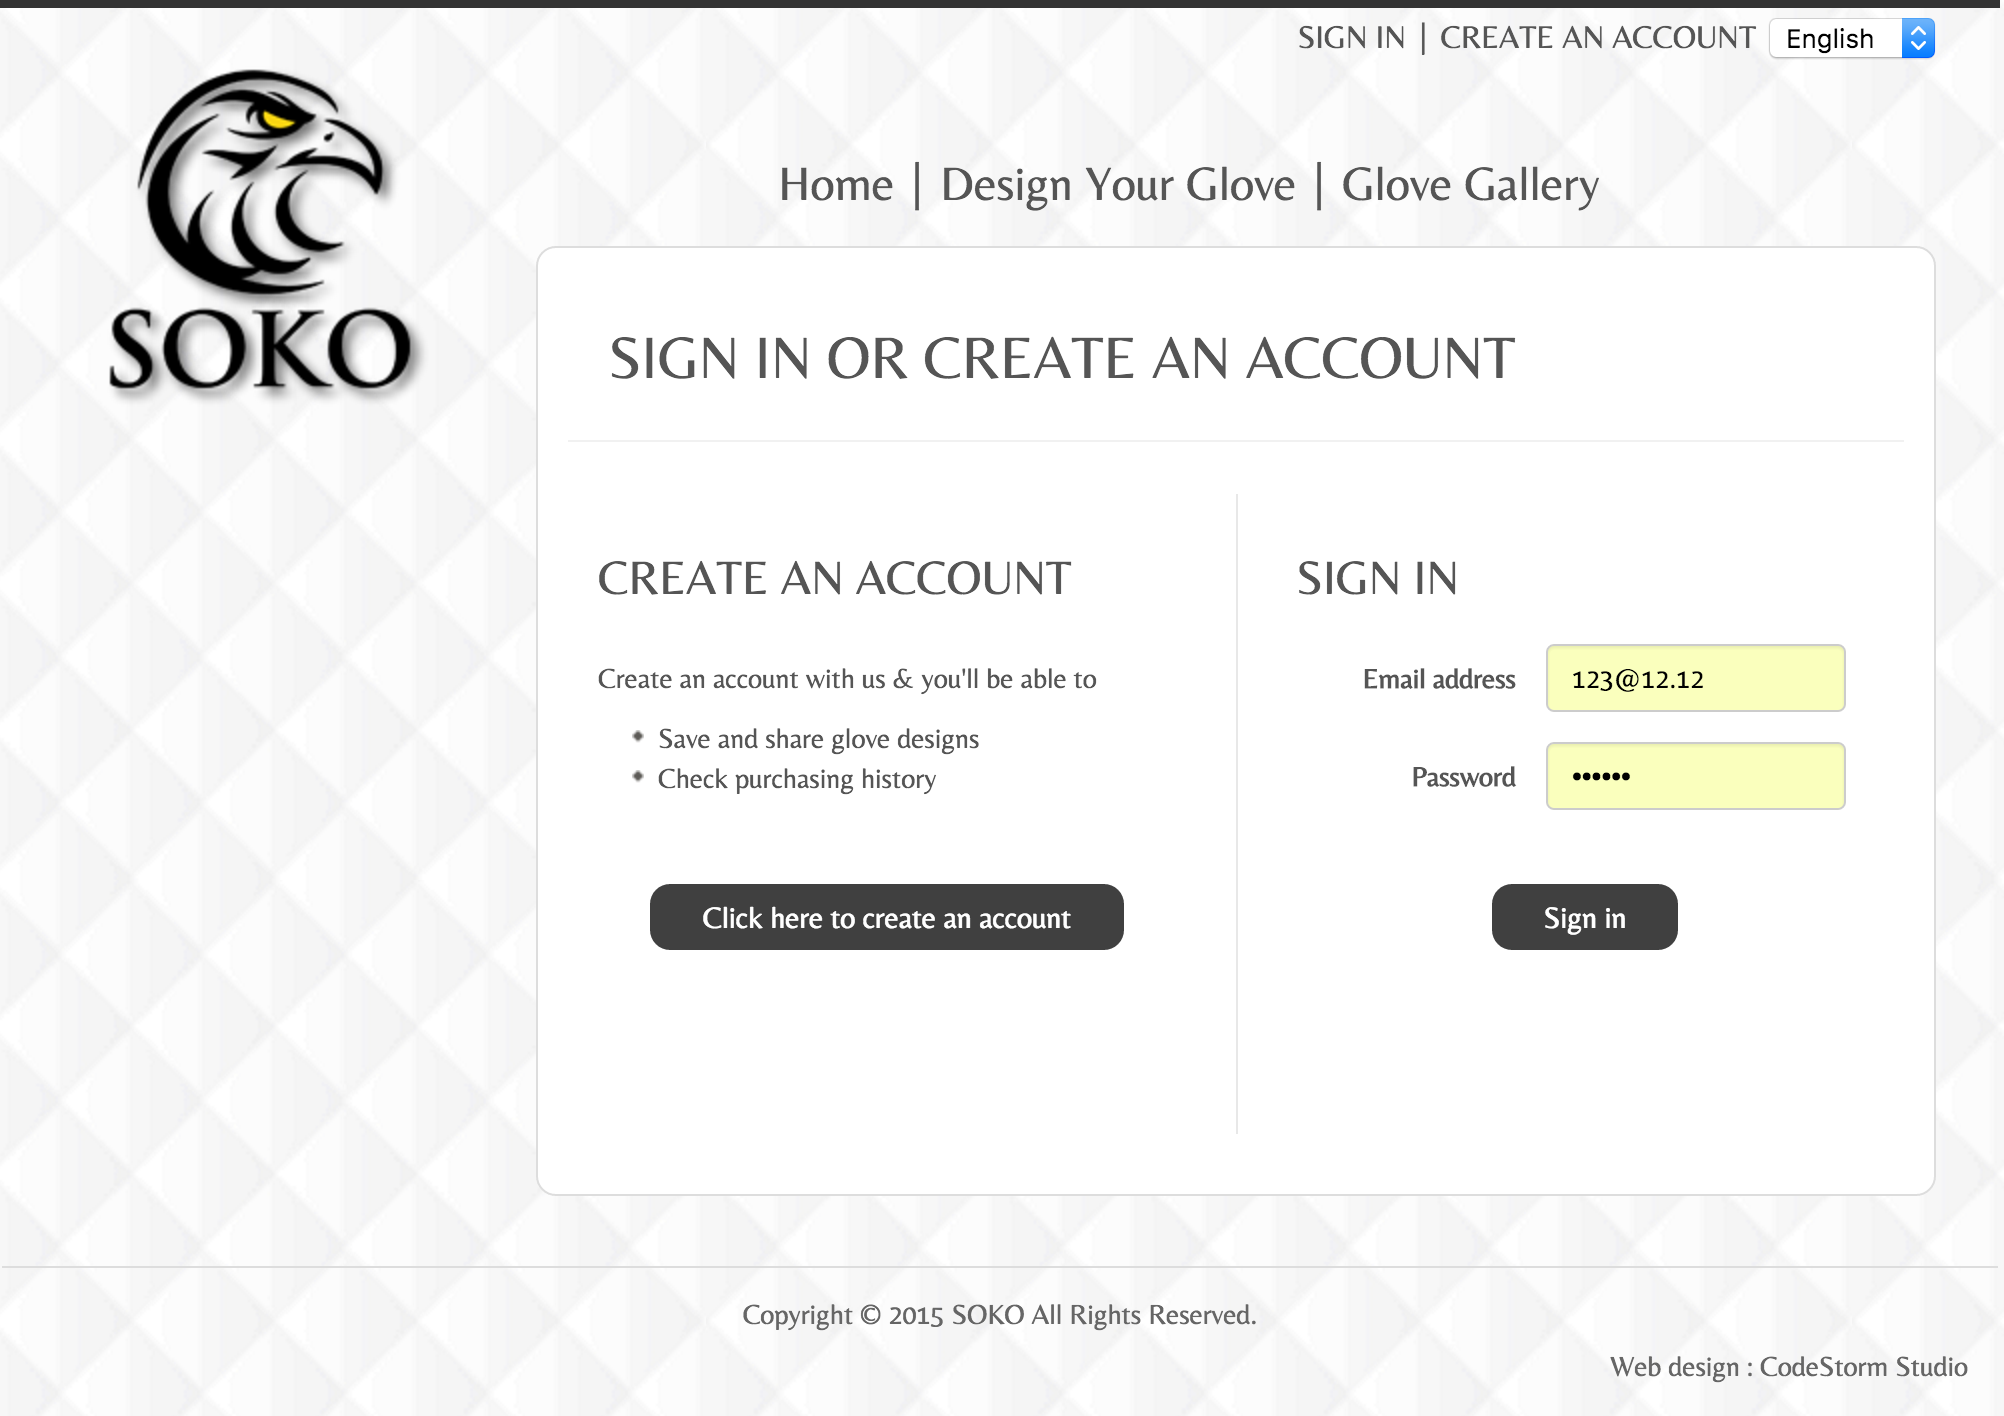 SIGN IN | CREATE AN ACCOUNT English
SOKO
Home | Design Your Glove | Glove Gallery
SIGN IN OR CREATE AN ACCOUNT
CREATE AN ACCOUNT
Create an account with us & you'll be able to
Save and share glove designs
Check purchasing history
Click here to create an account
SIGN IN
Email address 123@12.12
Password ••••••
Sign in
Copyright © 2015 SOKO All Rights Reserved.
Web design : CodeStorm Studio